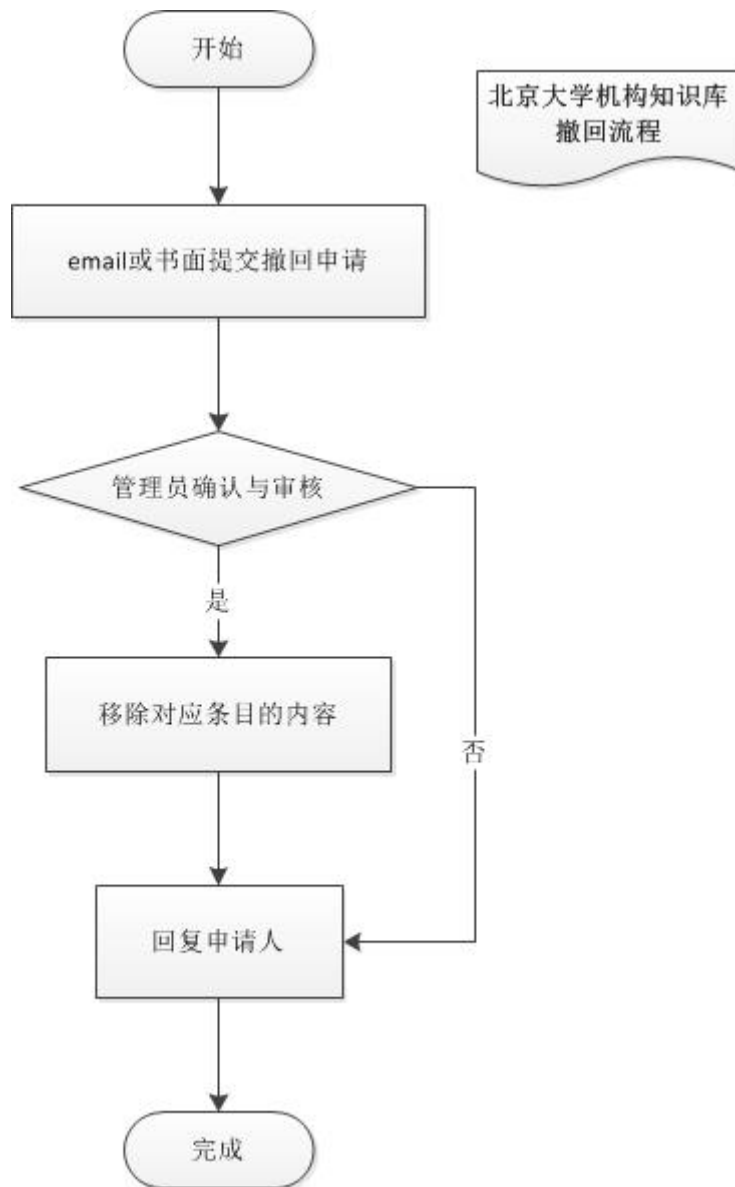 开始
北京大学机构知识库
撤回流程
email或书面提交撤回申请
管理员确认与审核
是
移除对应条目的内容
否
回复申请人
完成